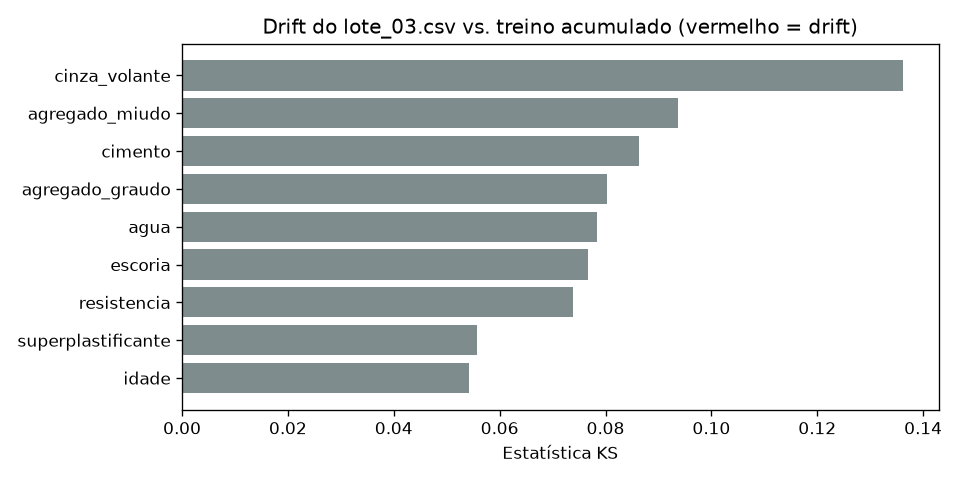 Drift do lote_03.csv vs. treino acumulado (vermelho = drift)
cinza_volante
agregado_miudo
cimento
agregado_graudo
agua
escoria
resistencia
superplastificante
idade
0.00 0.02 0.04 0.06 0.08 0.10 0.12 0.14
Estatística KS